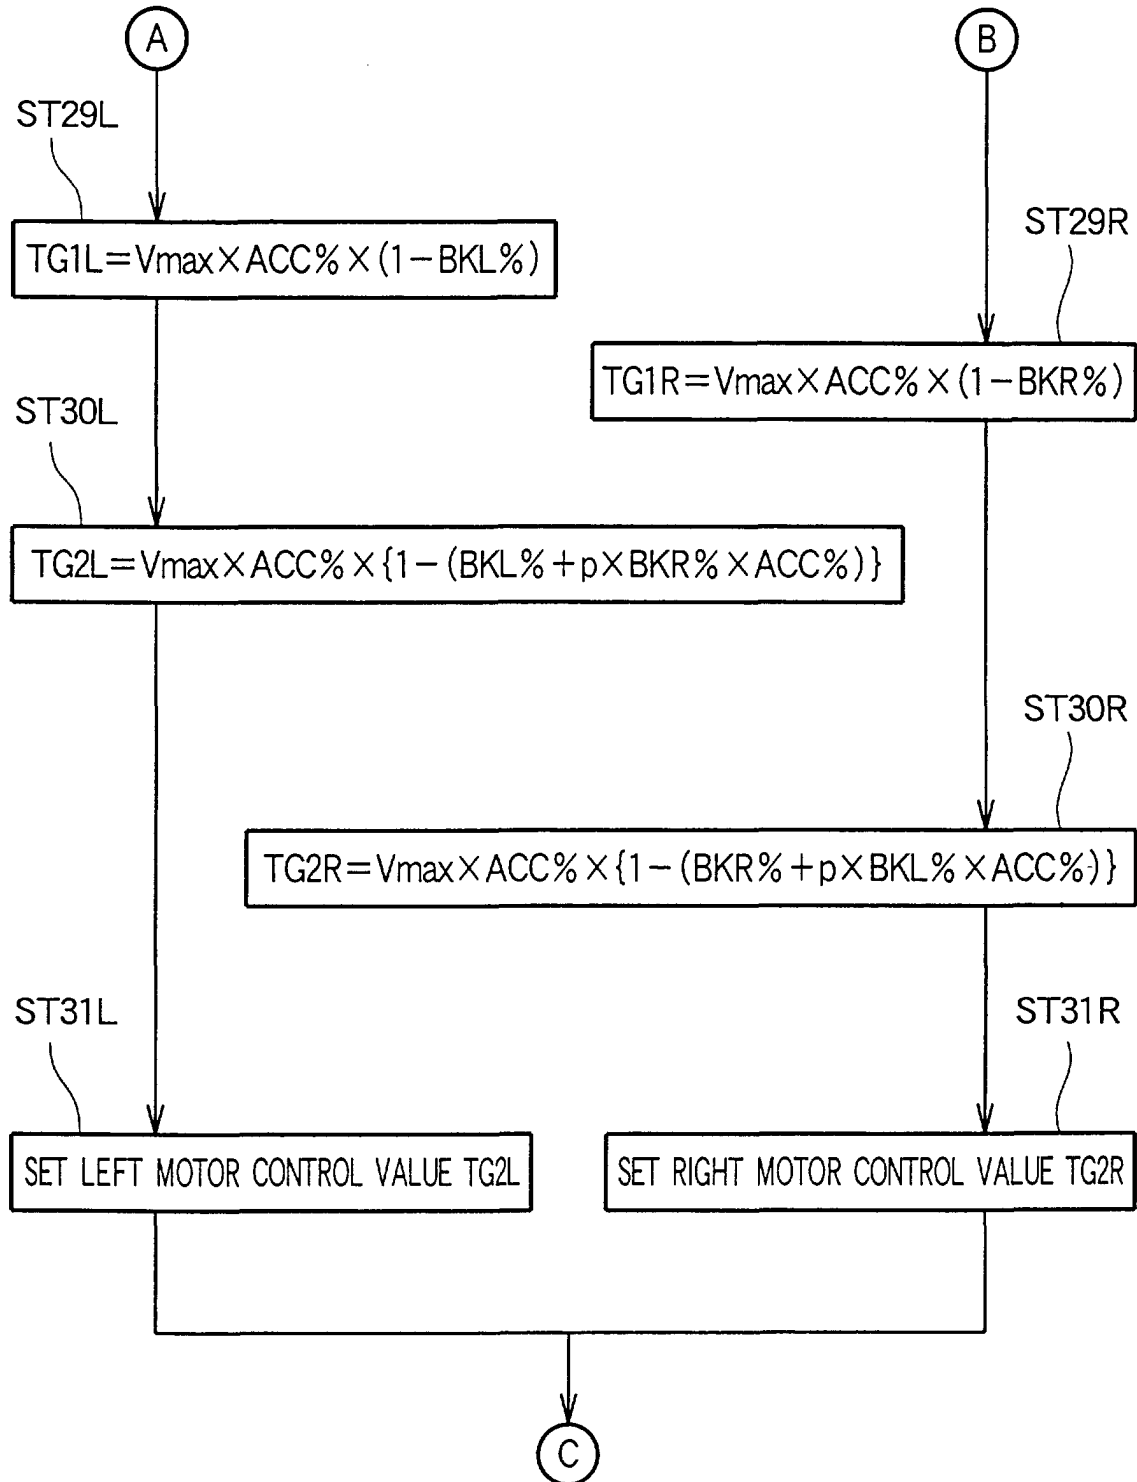 A
B
ST29L
TG1L=Vmax×ACC%×(1−BKL%)
ST29R
TG1R=Vmax×ACC%×(1−BKR%)
ST30L
TG2L=Vmax×ACC%×{1−(BKL%+p×BKR%×ACC%)}
ST30R
TG2R=Vmax×ACC%×{1−(BKR%+p×BKL%×ACC%)}
ST31L
ST31R
SET LEFT MOTOR CONTROL VALUE TG2L
SET RIGHT MOTOR CONTROL VALUE TG2R
C